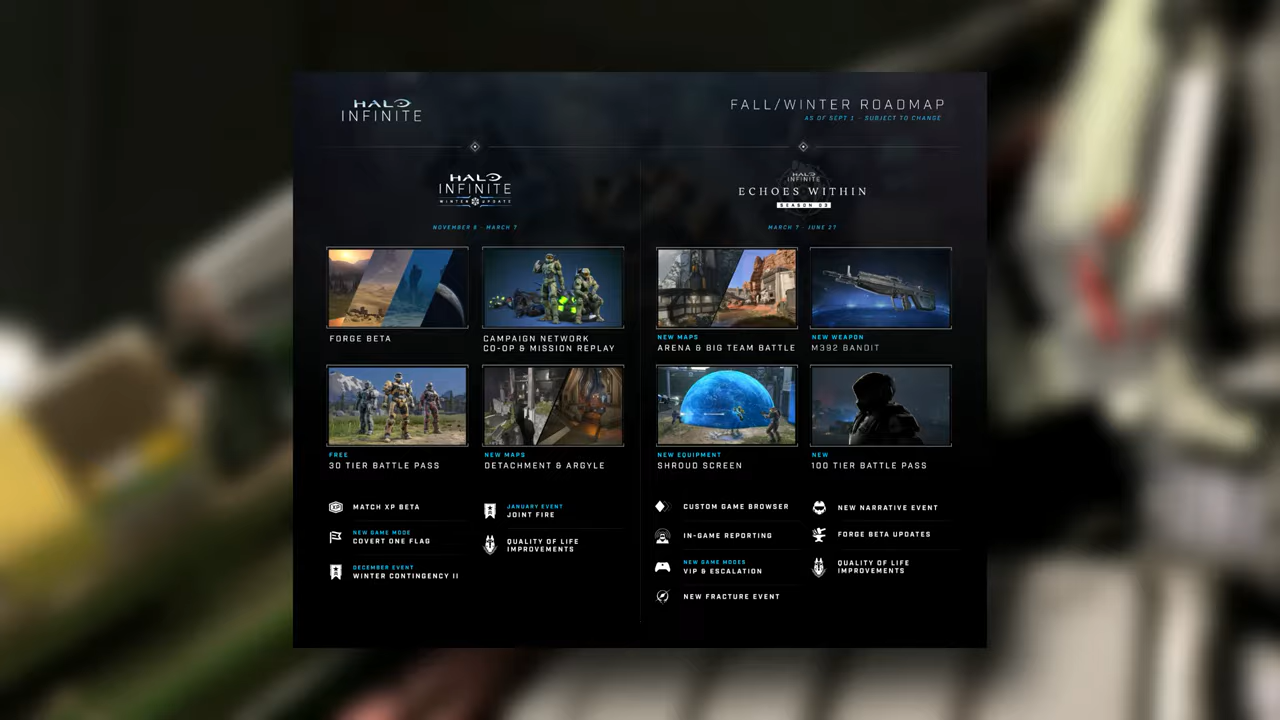 HALO
INFINITE
FALL/WINTER ROADMAP
AS OF SEPT 1 - SUBJECT TO CHANGE
HALO
INFINITE
WINTER UPDATE
NOVEMBER 8 - MARCH 7
FORGE BETA
CAMPAIGN NETWORK
CO-OP & MISSION REPLAY
FREE
30 TIER BATTLE PASS
NEW MAPS
DETACHMENT & ARGYLE
MATCH XP BETA
NEW GAME MODE
COVERT ONE FLAG
DECEMBER EVENT
WINTER CONTINGENCY II
JANUARY EVENT
JOINT FIRE
QUALITY OF LIFE
IMPROVEMENTS
HALO
INFINITE
ECHOES WITHIN
SEASON 03
MARCH 7 - JUNE 27
NEW MAPS
ARENA & BIG TEAM BATTLE
NEW WEAPON
M392 BANDIT
NEW EQUIPMENT
SHROUD SCREEN
NEW
100 TIER BATTLE PASS
CUSTOM GAME BROWSER
IN-GAME REPORTING
NEW GAME MODES
VIP & ESCALATION
NEW FRACTURE EVENT
NEW NARRATIVE EVENT
FORGE BETA UPDATES
QUALITY OF LIFE
IMPROVEMENTS